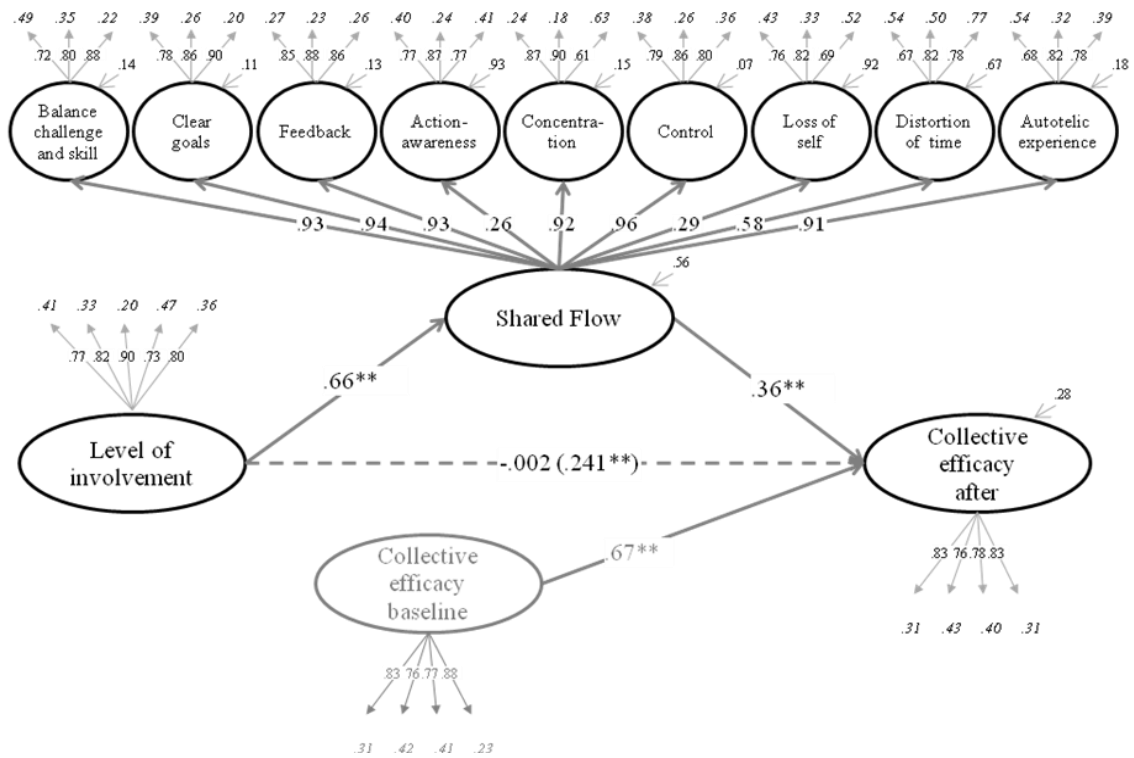 .49 .35 .22 .39 .26 .20 .27 .23 .26 .40 .24 .41 .24 .18 .63 .38 .26 .36 .43 .33 .52 .54 .50 .77 .54 .32 .39
.72 .80 .88 .78 .86 .90 .85 .88 .86 .77 .87 .77 .87 .90 .61 .79 .86 .80 .76 .82 .69 .67 .82 .78 .68 .82 .78
.14 .11 .13 .93 .15 .07 .92 .67 .18
Balance
challenge
and skill
Clear
goals
Feedback
Action-
awareness
Concentra-
tion
Control
Loss of
self
Distortion
of time
Autotelic
experience
.93 .94 .93 .26 .92 .96 .29 .58 .91
.56
Shared Flow
.41 .33 .20 .47 .36
.77 .82 .90 .73 .80
.66**
.36**
.28
Level of
involvement
-.002 (.241**)
Collective
efficacy
after
.67**
Collective
efficacy
baseline
.83 .76 .78 .83
.31 .43 .40 .31
.83 .76 .77 .88
.31 .42 .41 .23